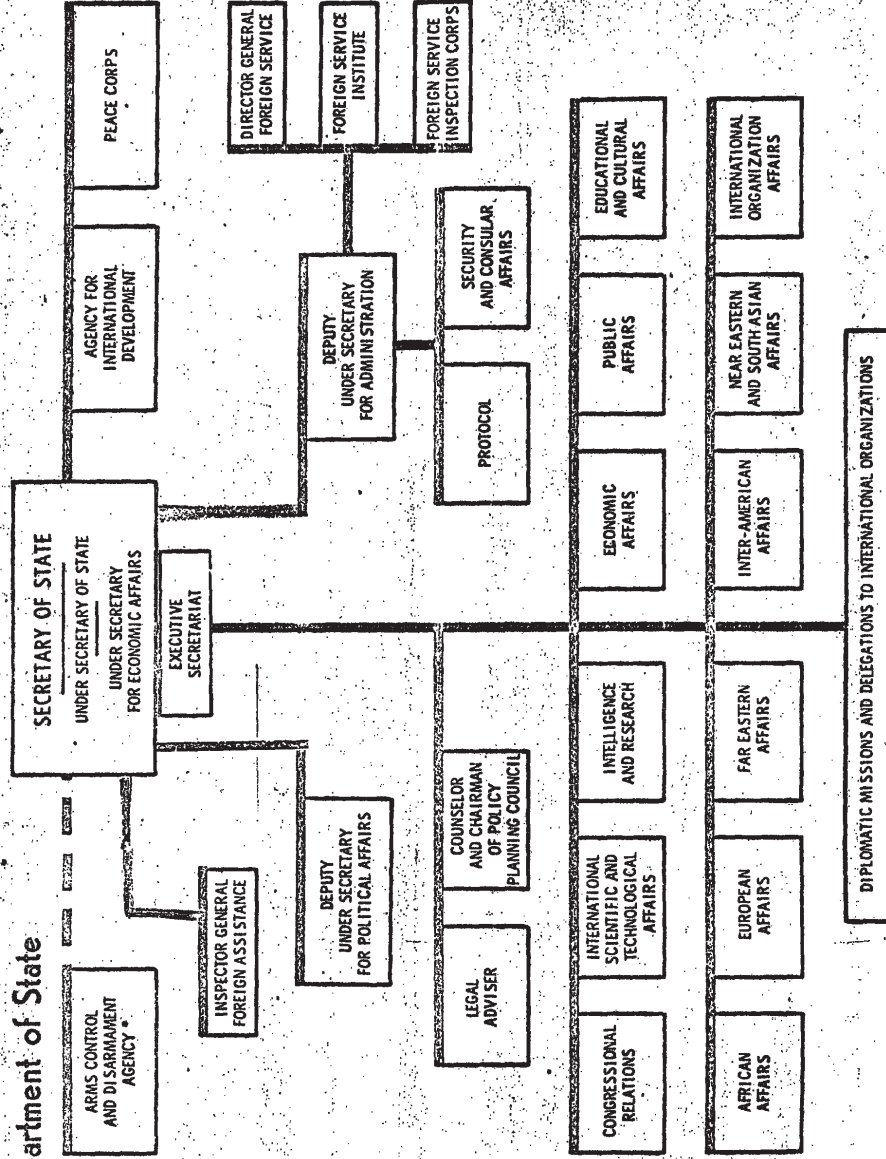 artment of State
SECRETARY OF STATE
UNDER SECRETARY OF STATE
UNDER SECRETARY
FOR ECONOMIC AFFAIRS
ARMS CONTROL
AND DISARMAMENT
AGENCY *
AGENCY FOR
INTERNATIONAL
DEVELOPMENT
PEACE CORPS
EXECUTIVE
SECRETARIAT
INSPECTOR GENERAL
FOREIGN ASSISTANCE
DIRECTOR GENERAL
FOREIGN SERVICE
FOREIGN SERVICE
INSTITUTE
FOREIGN SERVICE
INSPECTION CORPS
DEPUTY
UNDER SECRETARY
FOR POLITICAL AFFAIRS
DEPUTY
UNDER SECRETARY
FOR ADMINISTRATION
LEGAL
ADVISER
COUNSELOR
AND CHAIRMAN
OF POLICY
PLANNING COUNCIL
PROTOCOL
SECURITY
AND CONSULAR
AFFAIRS
CONGRESSIONAL
RELATIONS
INTERNATIONAL
SCIENTIFIC AND
TECHNOLOGICAL
AFFAIRS
INTELLIGENCE
AND RESEARCH
ECONOMIC
AFFAIRS
PUBLIC
AFFAIRS
EDUCATIONAL
AND CULTURAL
AFFAIRS
AFRICAN
AFFAIRS
EUROPEAN
AFFAIRS
FAR EASTERN
AFFAIRS
INTER-AMERICAN
AFFAIRS
NEAR EASTERN
AND SOUTH ASIAN
AFFAIRS
INTERNATIONAL
ORGANIZATION
AFFAIRS
DIPLOMATIC MISSIONS AND DELEGATIONS TO INTERNATIONAL ORGANIZATIONS